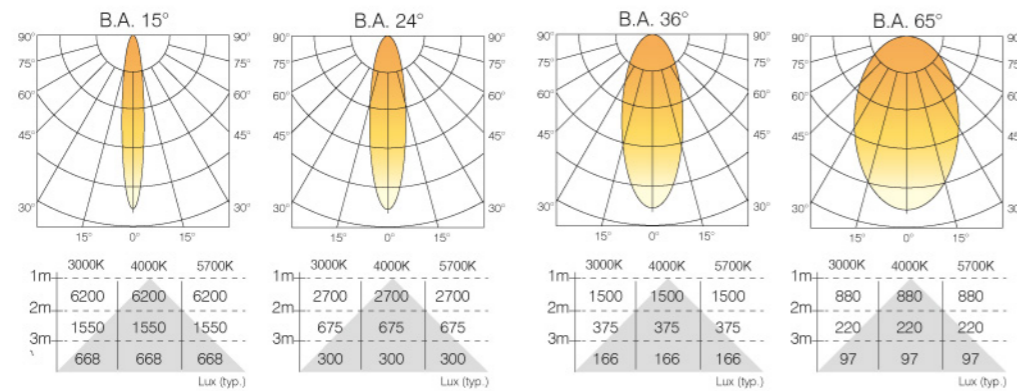 B.A. 15°
90° 90°
75° 75°
60° 60°
45° 45°
30° 30°
15° 0° 15°
3000K 4000K 5700K
1m
6200 6200 6200
2m
1550 1550 1550
3m
668 668 668
Lux (typ.)
B.A. 24°
90° 90°
75° 75°
60° 60°
45° 45°
30° 30°
15° 0° 15°
3000K 4000K 5700K
1m
2700 2700 2700
2m
675 675 675
3m
300 300 300
Lux (typ.)
B.A. 36°
90° 90°
75° 75°
60° 60°
45° 45°
30° 30°
15° 0° 15°
3000K 4000K 5700K
1m
1500 1500 1500
2m
375 375 375
3m
166 166 166
Lux (typ.)
B.A. 65°
90° 90°
75° 75°
60° 60°
45° 45°
30° 30°
15° 0° 15°
3000K 4000K 5700K
1m
880 880 880
2m
220 220 220
3m
97 97 97
Lux (typ.)